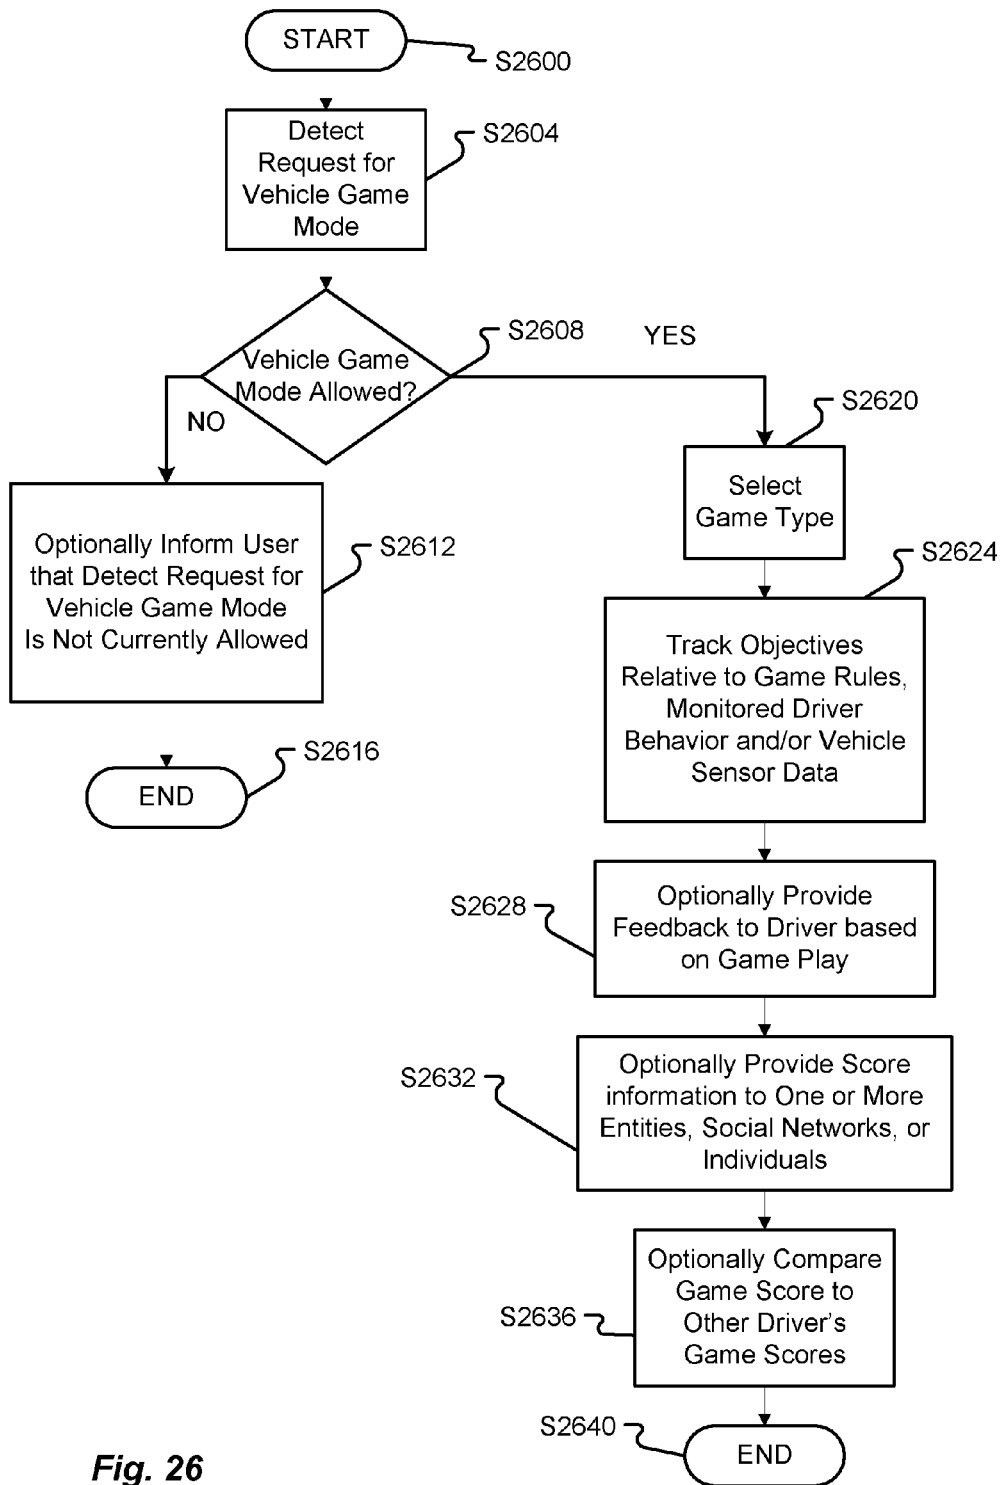 START
S2600
Detect
Request for
Vehicle Game
Mode
S2604
Vehicle Game
Mode Allowed?
S2608
YES
NO
S2620
Select
Game Type
Optionally Inform User
that Detect Request for
Vehicle Game Mode
Is Not Currently Allowed
S2612
S2624
Track Objectives
Relative to Game Rules,
Monitored Driver
Behavior and/or Vehicle
Sensor Data
S2616
END
Optionally Provide
Feedback to Driver based
on Game Play
S2628
Optionally Provide Score
information to One or More
Entities, Social Networks, or
Individuals
S2632
Optionally Compare
Game Score to
Other Driver's
Game Scores
S2636
S2640
END
Fig. 26